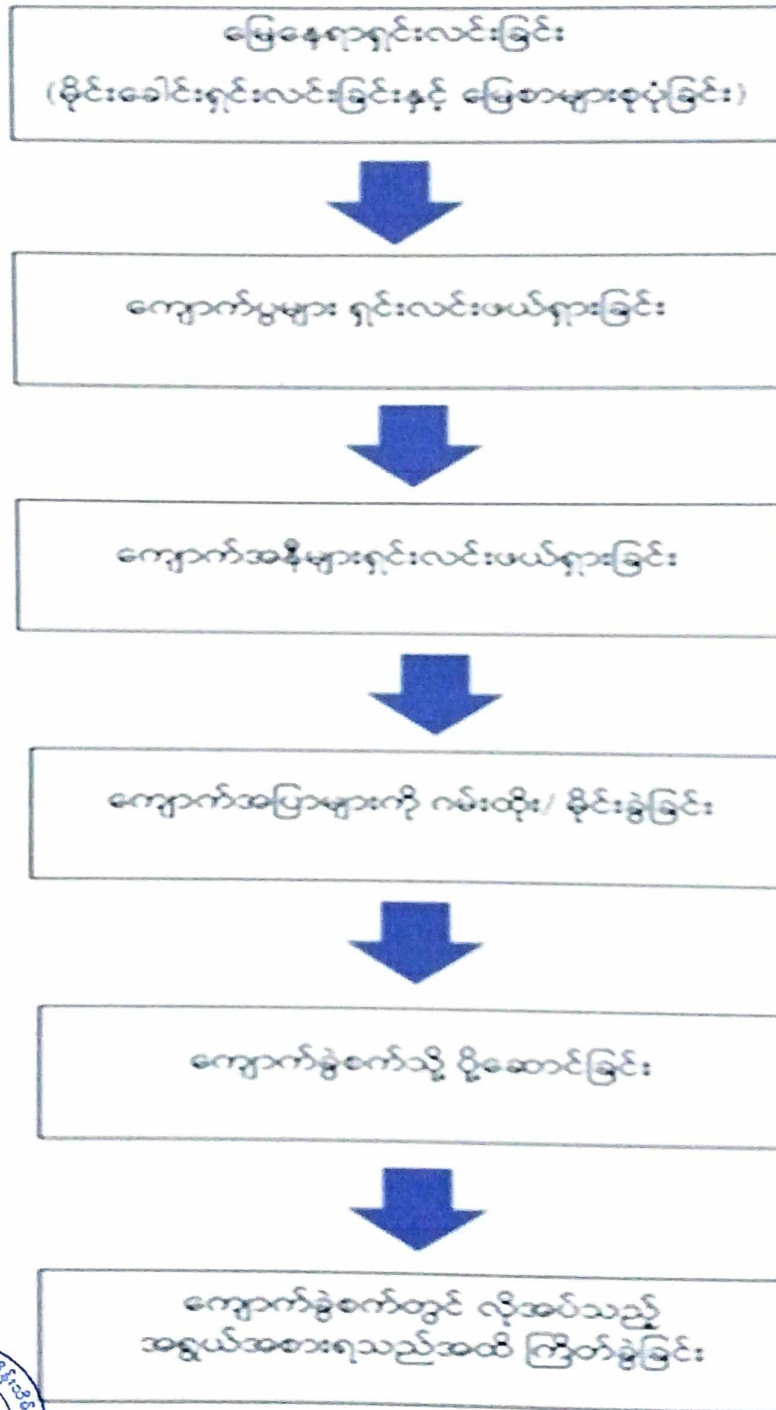 မြေနေရာရှင်းလင်းခြင်း
(မိုင်းခေါင်းရှင်းလင်းခြင်းနှင့် မြေစာများစုပုံခြင်း)
ကျောက်ပွများ ရှင်းလင်းဖယ်ရှားခြင်း
ကျောက်အနီများရှင်းလင်းဖယ်ရှားခြင်း
ကျောက်အပြာများကို ဂမ်းထိုး/ မိုင်းခွဲခြင်း
ကျောက်ခွဲစက်သို့ ပို့ဆောင်ခြင်း
ကျောက်ခွဲစက်တွင် လိုအပ်သည့်
အရွယ်အစားရသည်အထိ ကြိတ်ခွဲခြင်း